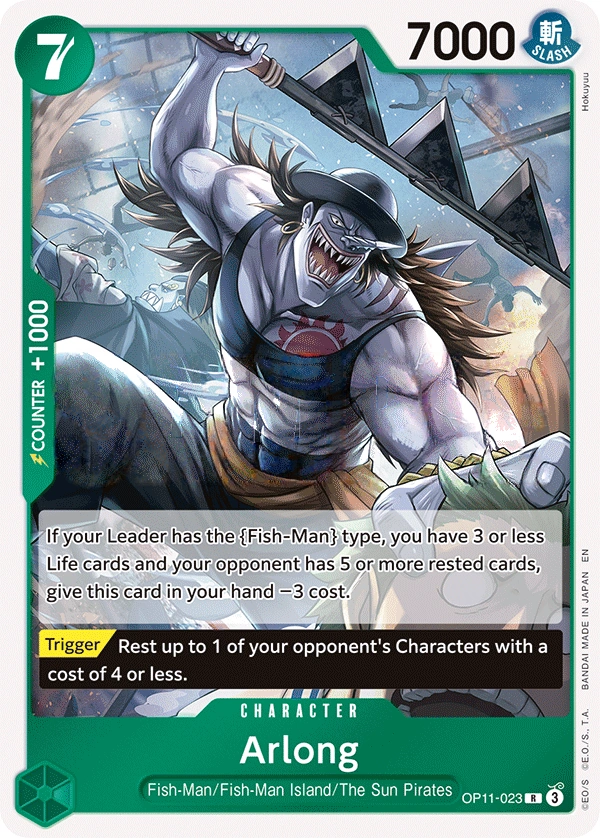 7
7000
斬
SLASH
Hokuyuu
COUNTER +1000
If your Leader has the {Fish-Man} type, you have 3 or less
Life cards and your opponent has 5 or more rested cards,
give this card in your hand −3 cost.
Trigger Rest up to 1 of your opponent's Characters with a
cost of 4 or less.
CHARACTER
Arlong
Fish-Man/Fish-Man Island/The Sun Pirates
OP11-023 R 3
©EO/S ©E.O./S., T.A. BANDAI MADE IN JAPAN EN